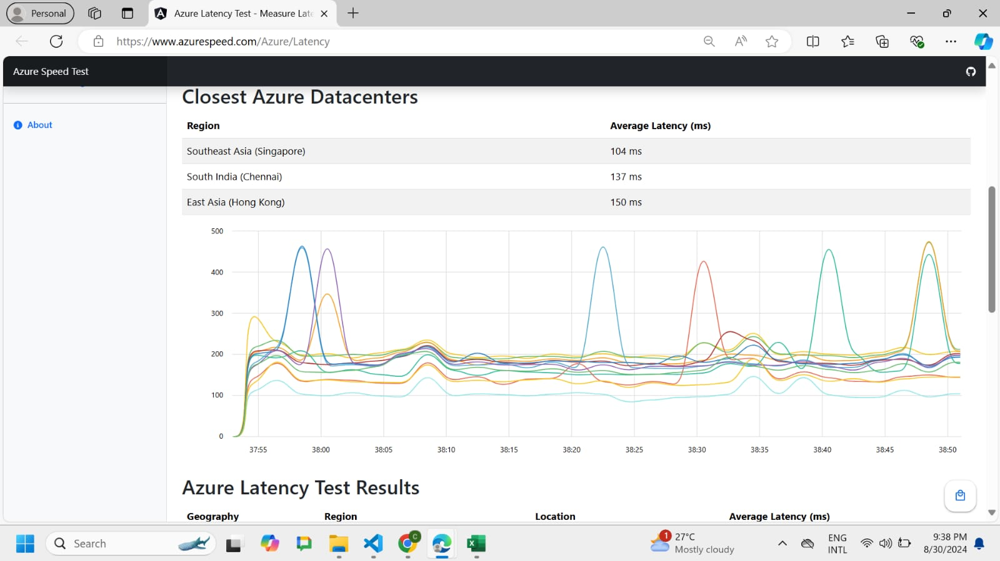 Personal
Azure Latency Test - Measure Late
https://www.azurespeed.com/Azure/Latency
Azure Speed Test
About
Closest Azure Datacenters
Region Average Latency (ms)
Southeast Asia (Singapore) 104 ms
South India (Chennai) 137 ms
East Asia (Hong Kong) 150 ms
500
400
300
200
100
0
37:55 38:00 38:05 38:10 38:15 38:20 38:25 38:30 38:35 38:40 38:45 38:50
Azure Latency Test Results
Geography Region Location Average Latency (ms)
Search
C
1
27°C
Mostly cloudy
ENG
INTL
9:38 PM
8/30/2024